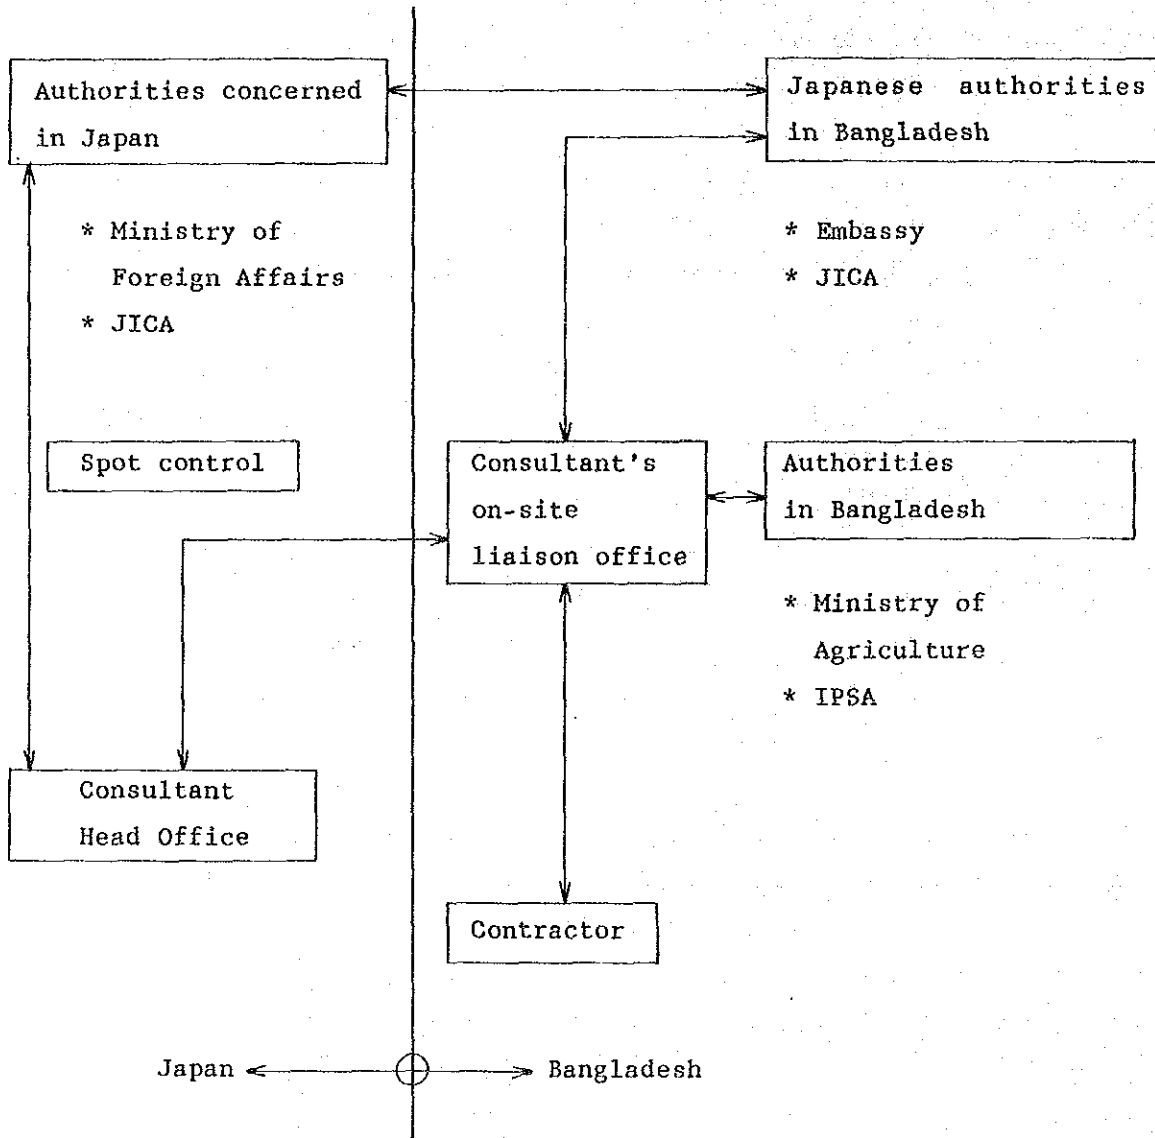 Authorities concerned
in Japan
Japanese authorities
in Bangladesh
* Ministry of
Foreign Affairs
* JICA
* Embassy
* JICA
Spot control
Consultant's
on-site
liaison office
Authorities
in Bangladesh
* Ministry of
Agriculture
* IPSA
Consultant
Head Office
Contractor
Japan
Bangladesh